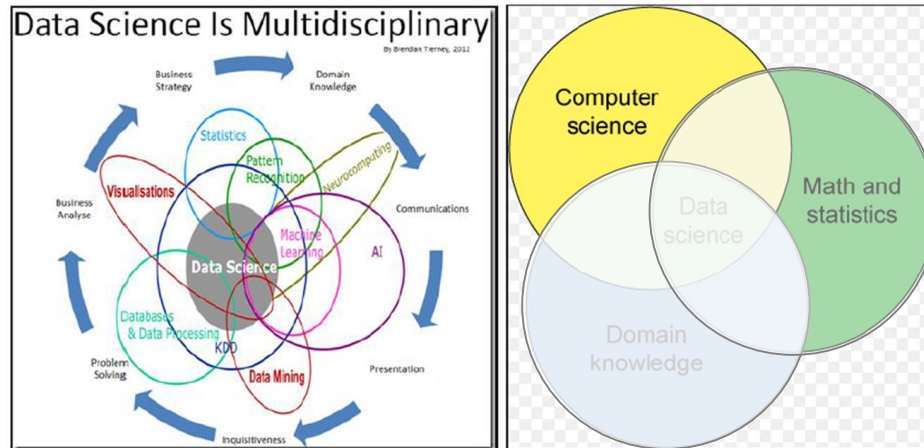 Data Science Is Multidisciplinary
By Brendan Tierney, 2012
Business
Strategy
Domain
Knowledge
Statistics
Pattern
Recognition
Neurocomputing
Visualisations
Business
Analyse
Communications
Machine
Learning
AI
Data Science
Databases
& Data Processing
KDD
Data Mining
Problem
Solving
Presentation
Inquisitiveness
Computer
science
Math and
statistics
Data
science
Domain
knowledge